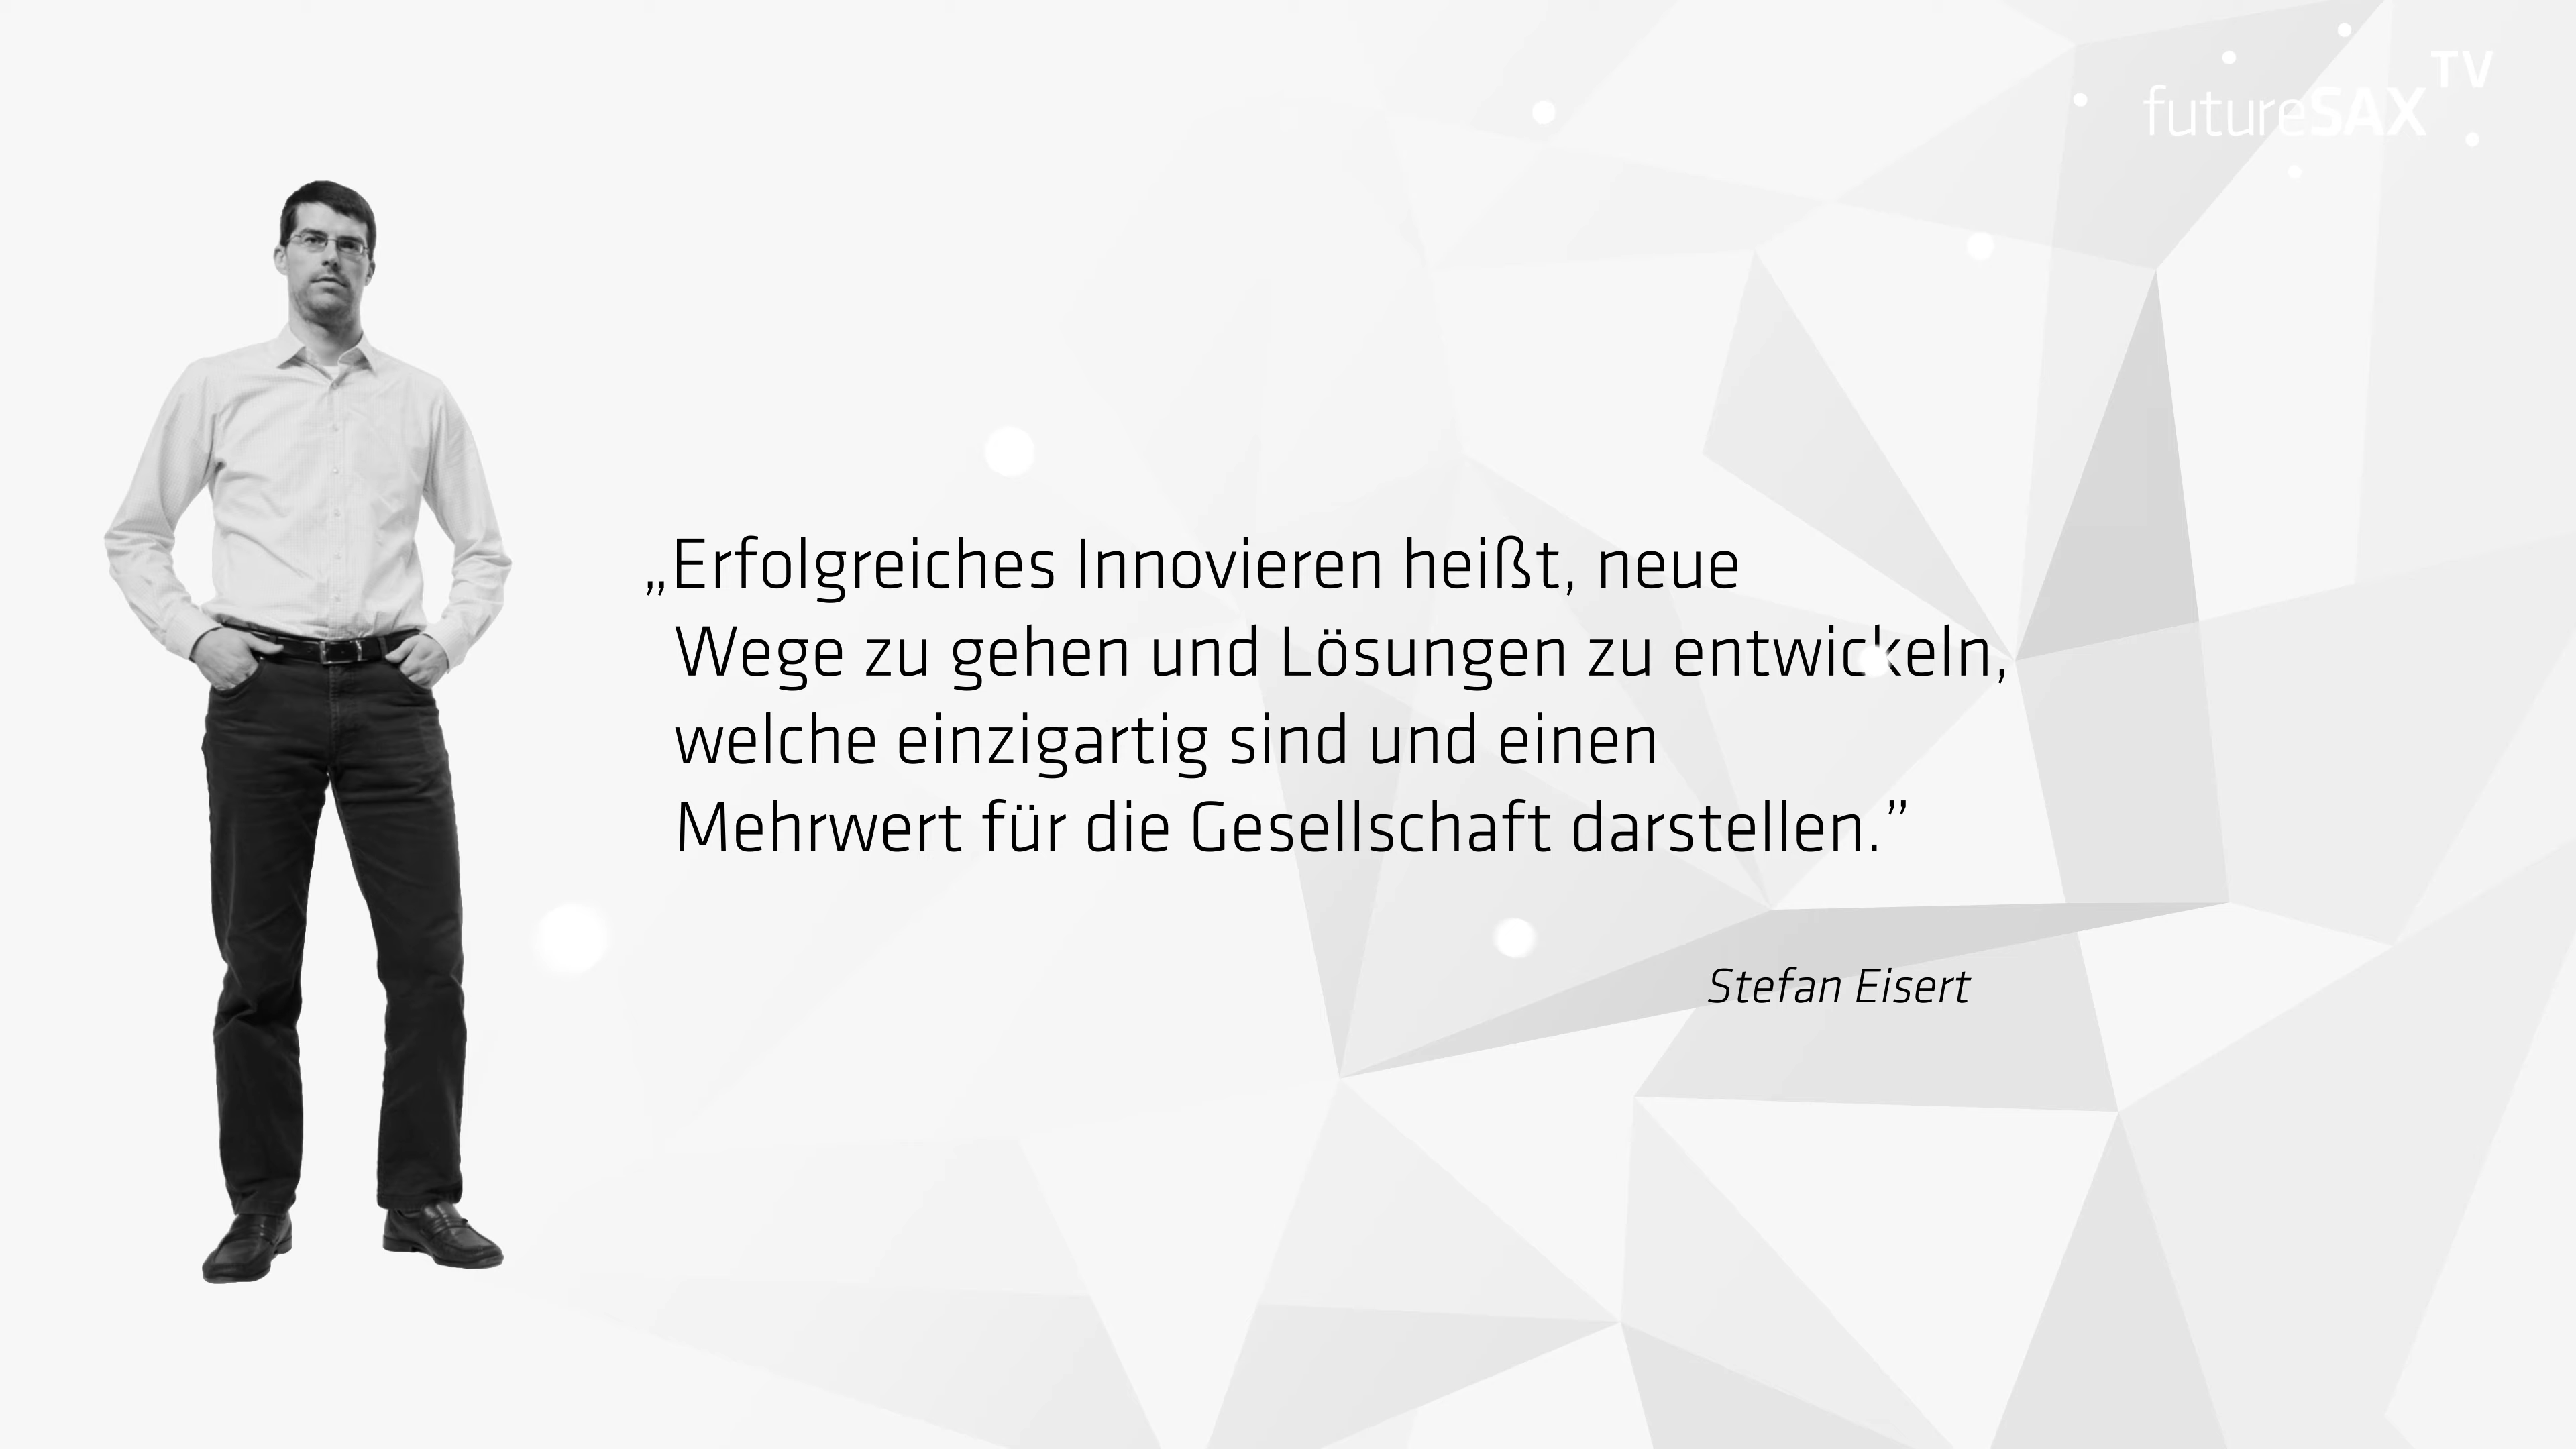 futureSAX TV
„Erfolgreiches Innovieren heißt, neue
Wege zu gehen und Lösungen zu entwickeln,
welche einzigartig sind und einen
Mehrwert für die Gesellschaft darstellen.”
Stefan Eisert